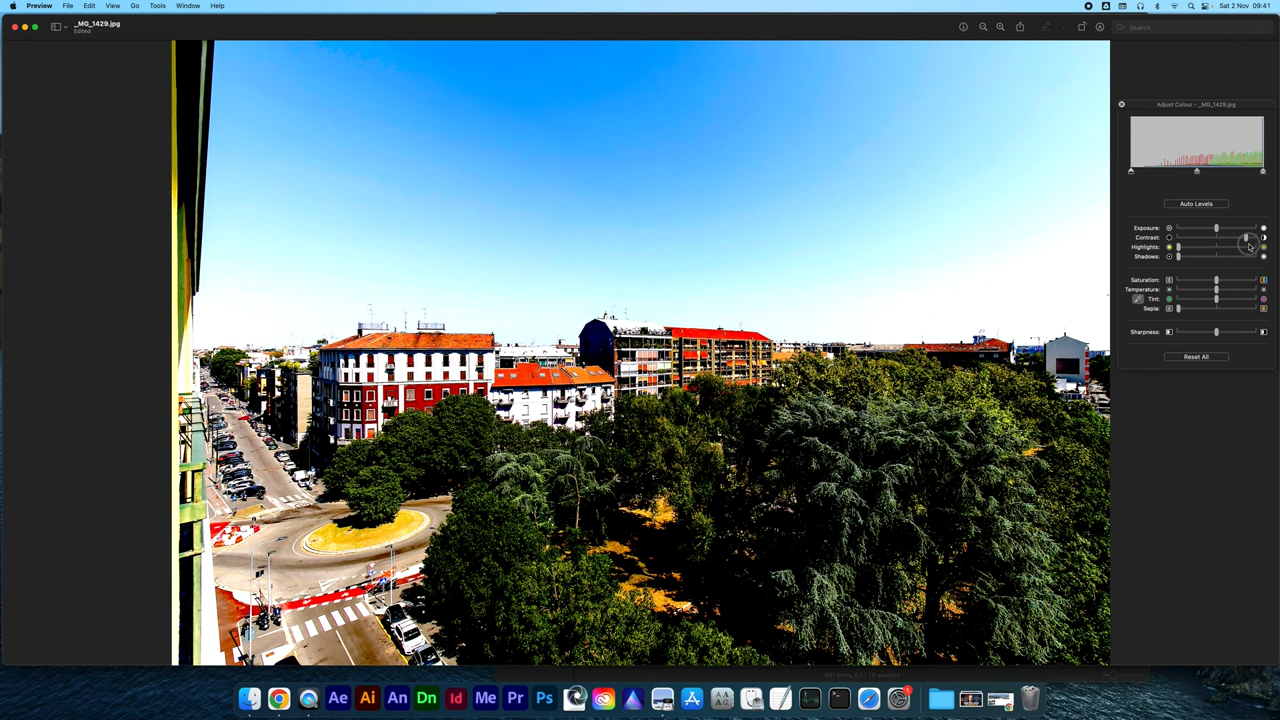 Preview File Edit View Go Tools Window Help
Sat 2 Nov 09:41
_MG_1429.jpg
Edited
Search
Adjust Colour - _MG_1429.jpg
Auto Levels
Exposure:
Contrast:
Highlights:
Shadows:
Saturation:
Temperature:
Tint:
Sepia:
Sharpness:
Reset All
Ae Ai An Dn Id Me Pr Ps